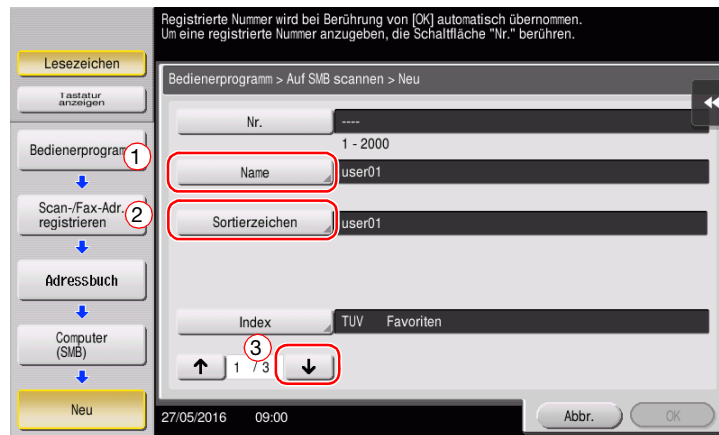 Registrierte Nummer wird bei Berührung von [OK] automatisch übernommen.
Um eine registrierte Nummer anzugeben, die Schaltfläche "Nr." berühren.
Lesezeichen
Tastatur
anzeigen
Bedienerprogram
1
Scan-/Fax-Adr.
registrieren
2
Adressbuch
Computer
(SMB)
Neu
Bedienerprogramm > Auf SMB scannen > Neu
Nr.
----
1 - 2000
Name
user01
Sortierzeichen
user01
Index
TUV Favoriten
3
↑ 1 / 3 ↓
27/05/2016 09:00
Abbr.
OK